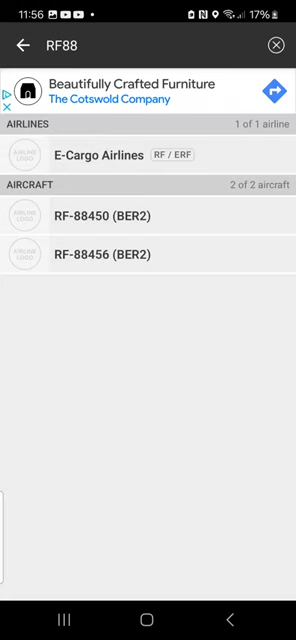 11:56
17%
RF88
Beautifully Crafted Furniture
The Cotswold Company
AIRLINES 1 of 1 airline
AIRLINE LOGO
E-Cargo Airlines RF / ERF
AIRCRAFT 2 of 2 aircraft
AIRLINE LOGO
RF-88450 (BER2)
AIRLINE LOGO
RF-88456 (BER2)